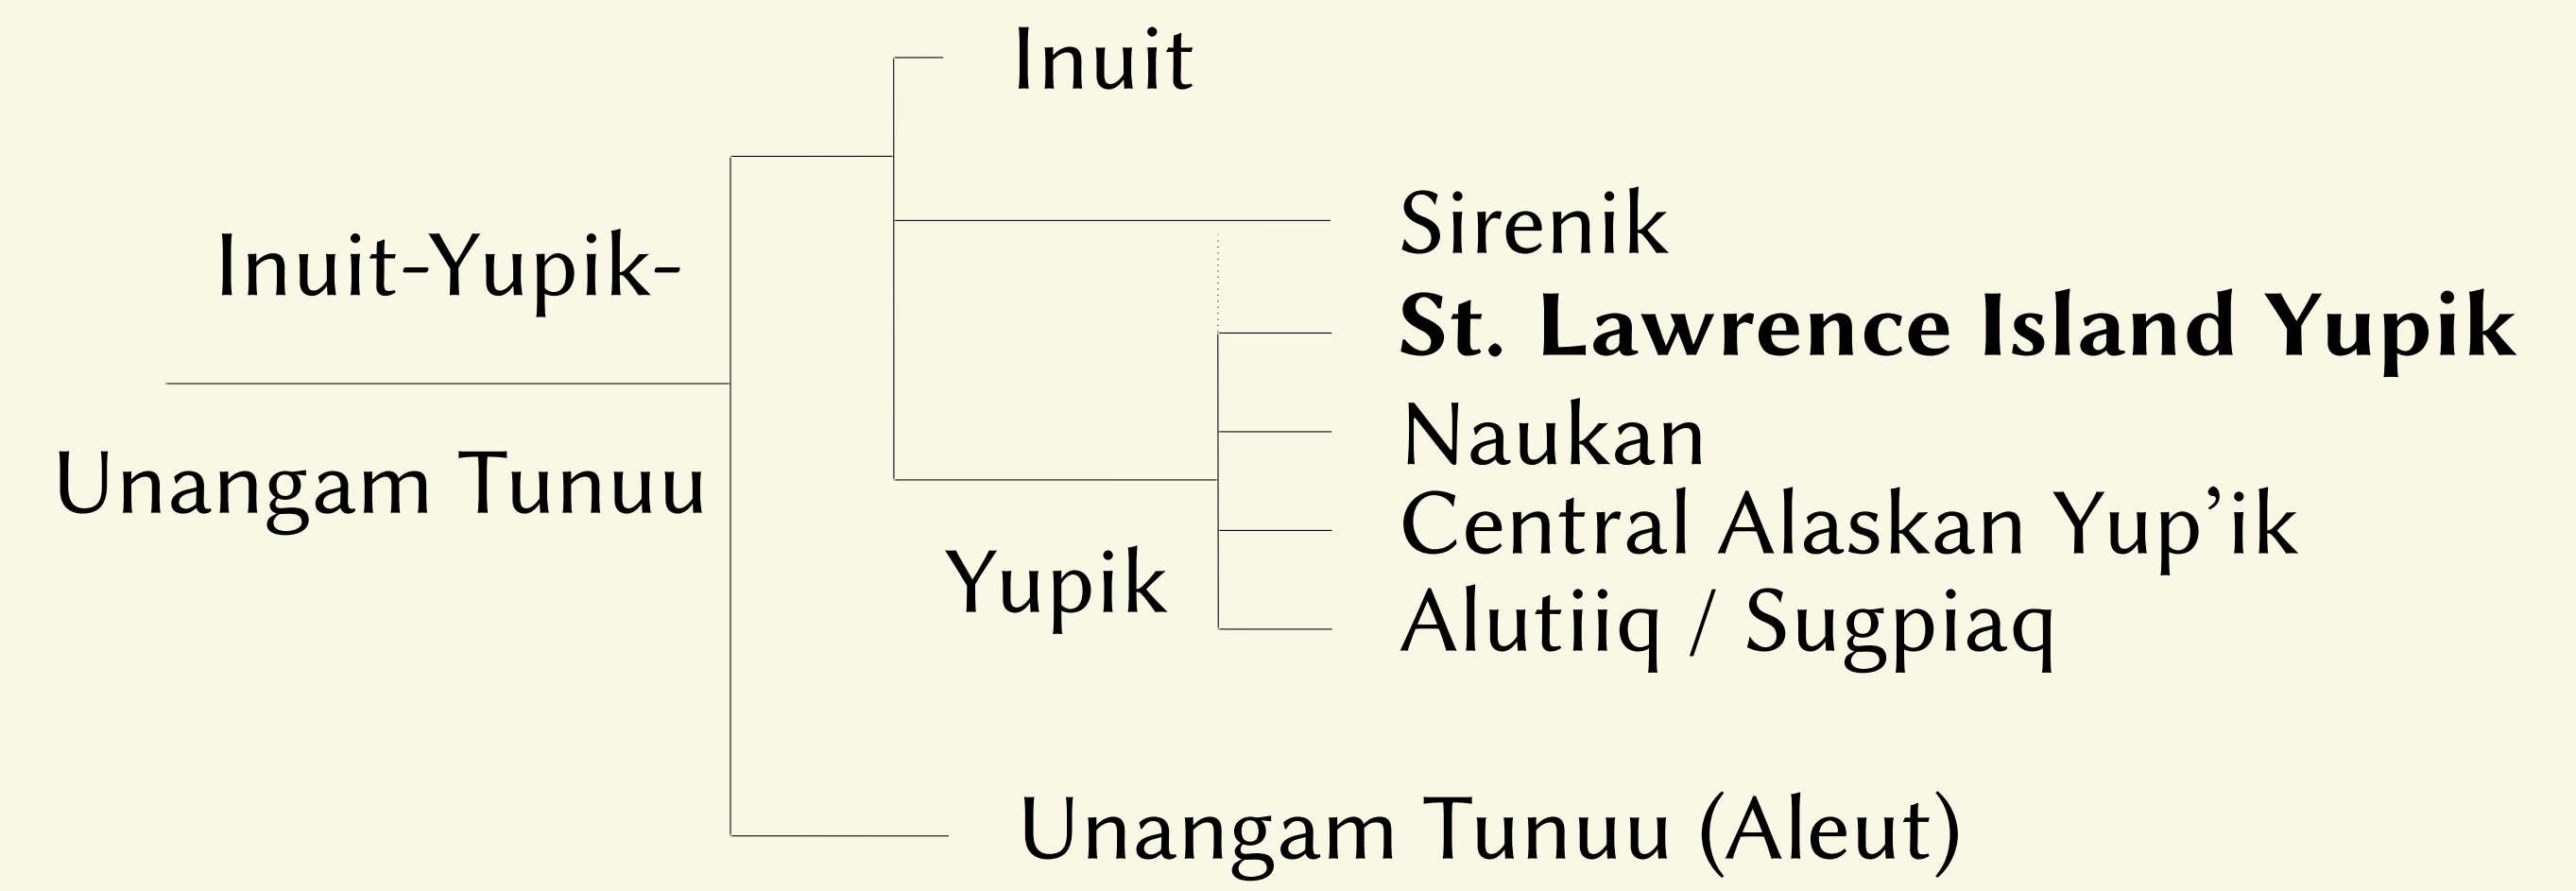 Inuit
Sirenik
Inuit-Yupik-
St. Lawrence Island Yupik
Naukan
Unangam Tunuu
Central Alaskan Yup’ik
Yupik
Alutiiq / Sugpiaq
Unangam Tunuu (Aleut)